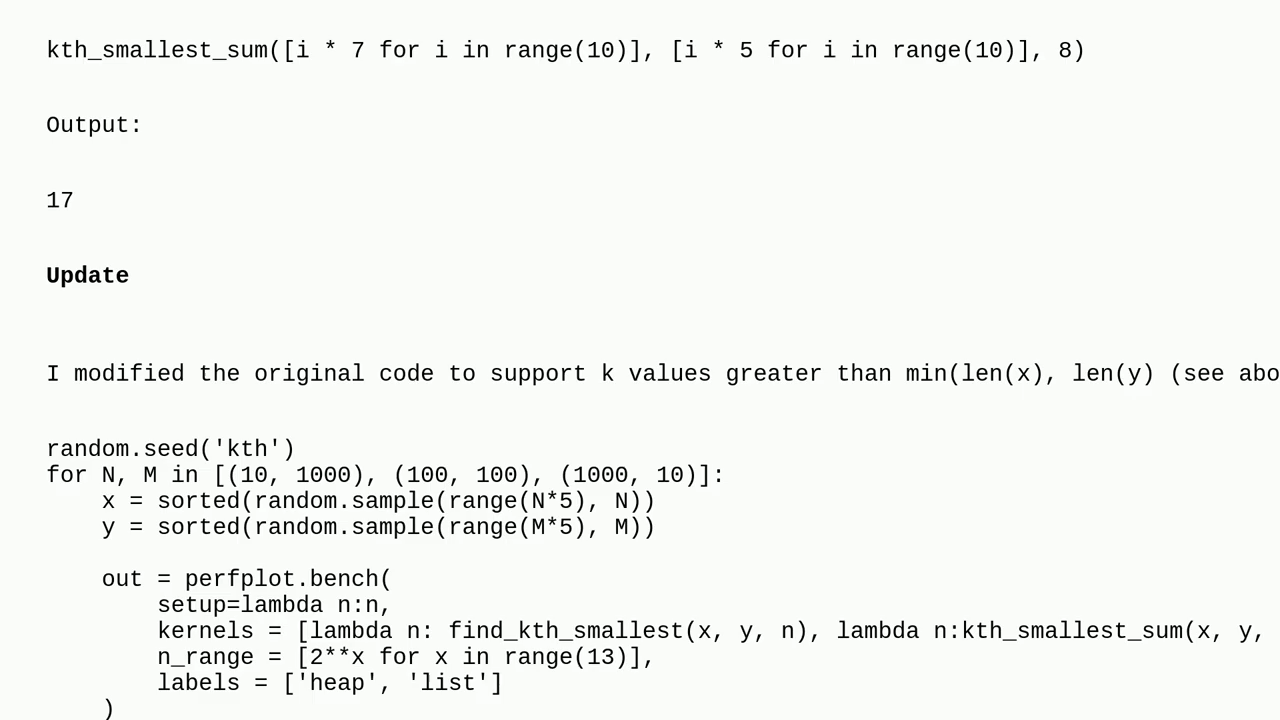 kth_smallest_sum([i * 7 for i in range(10)], [i * 5 for i in range(10)], 8)
Output:
17
Update
I modified the original code to support k values greater than min(len(x), len(y) (see abo
random.seed('kth')
for N, M in [(10, 1000), (100, 100), (1000, 10)]:
    x = sorted(random.sample(range(N*5), N))
    y = sorted(random.sample(range(M*5), M))
    out = perfplot.bench(
        setup=lambda n:n,
        kernels = [lambda n: find_kth_smallest(x, y, n), lambda n:kth_smallest_sum(x, y,
        n_range = [2**x for x in range(13)],
        labels = ['heap', 'list']
    )